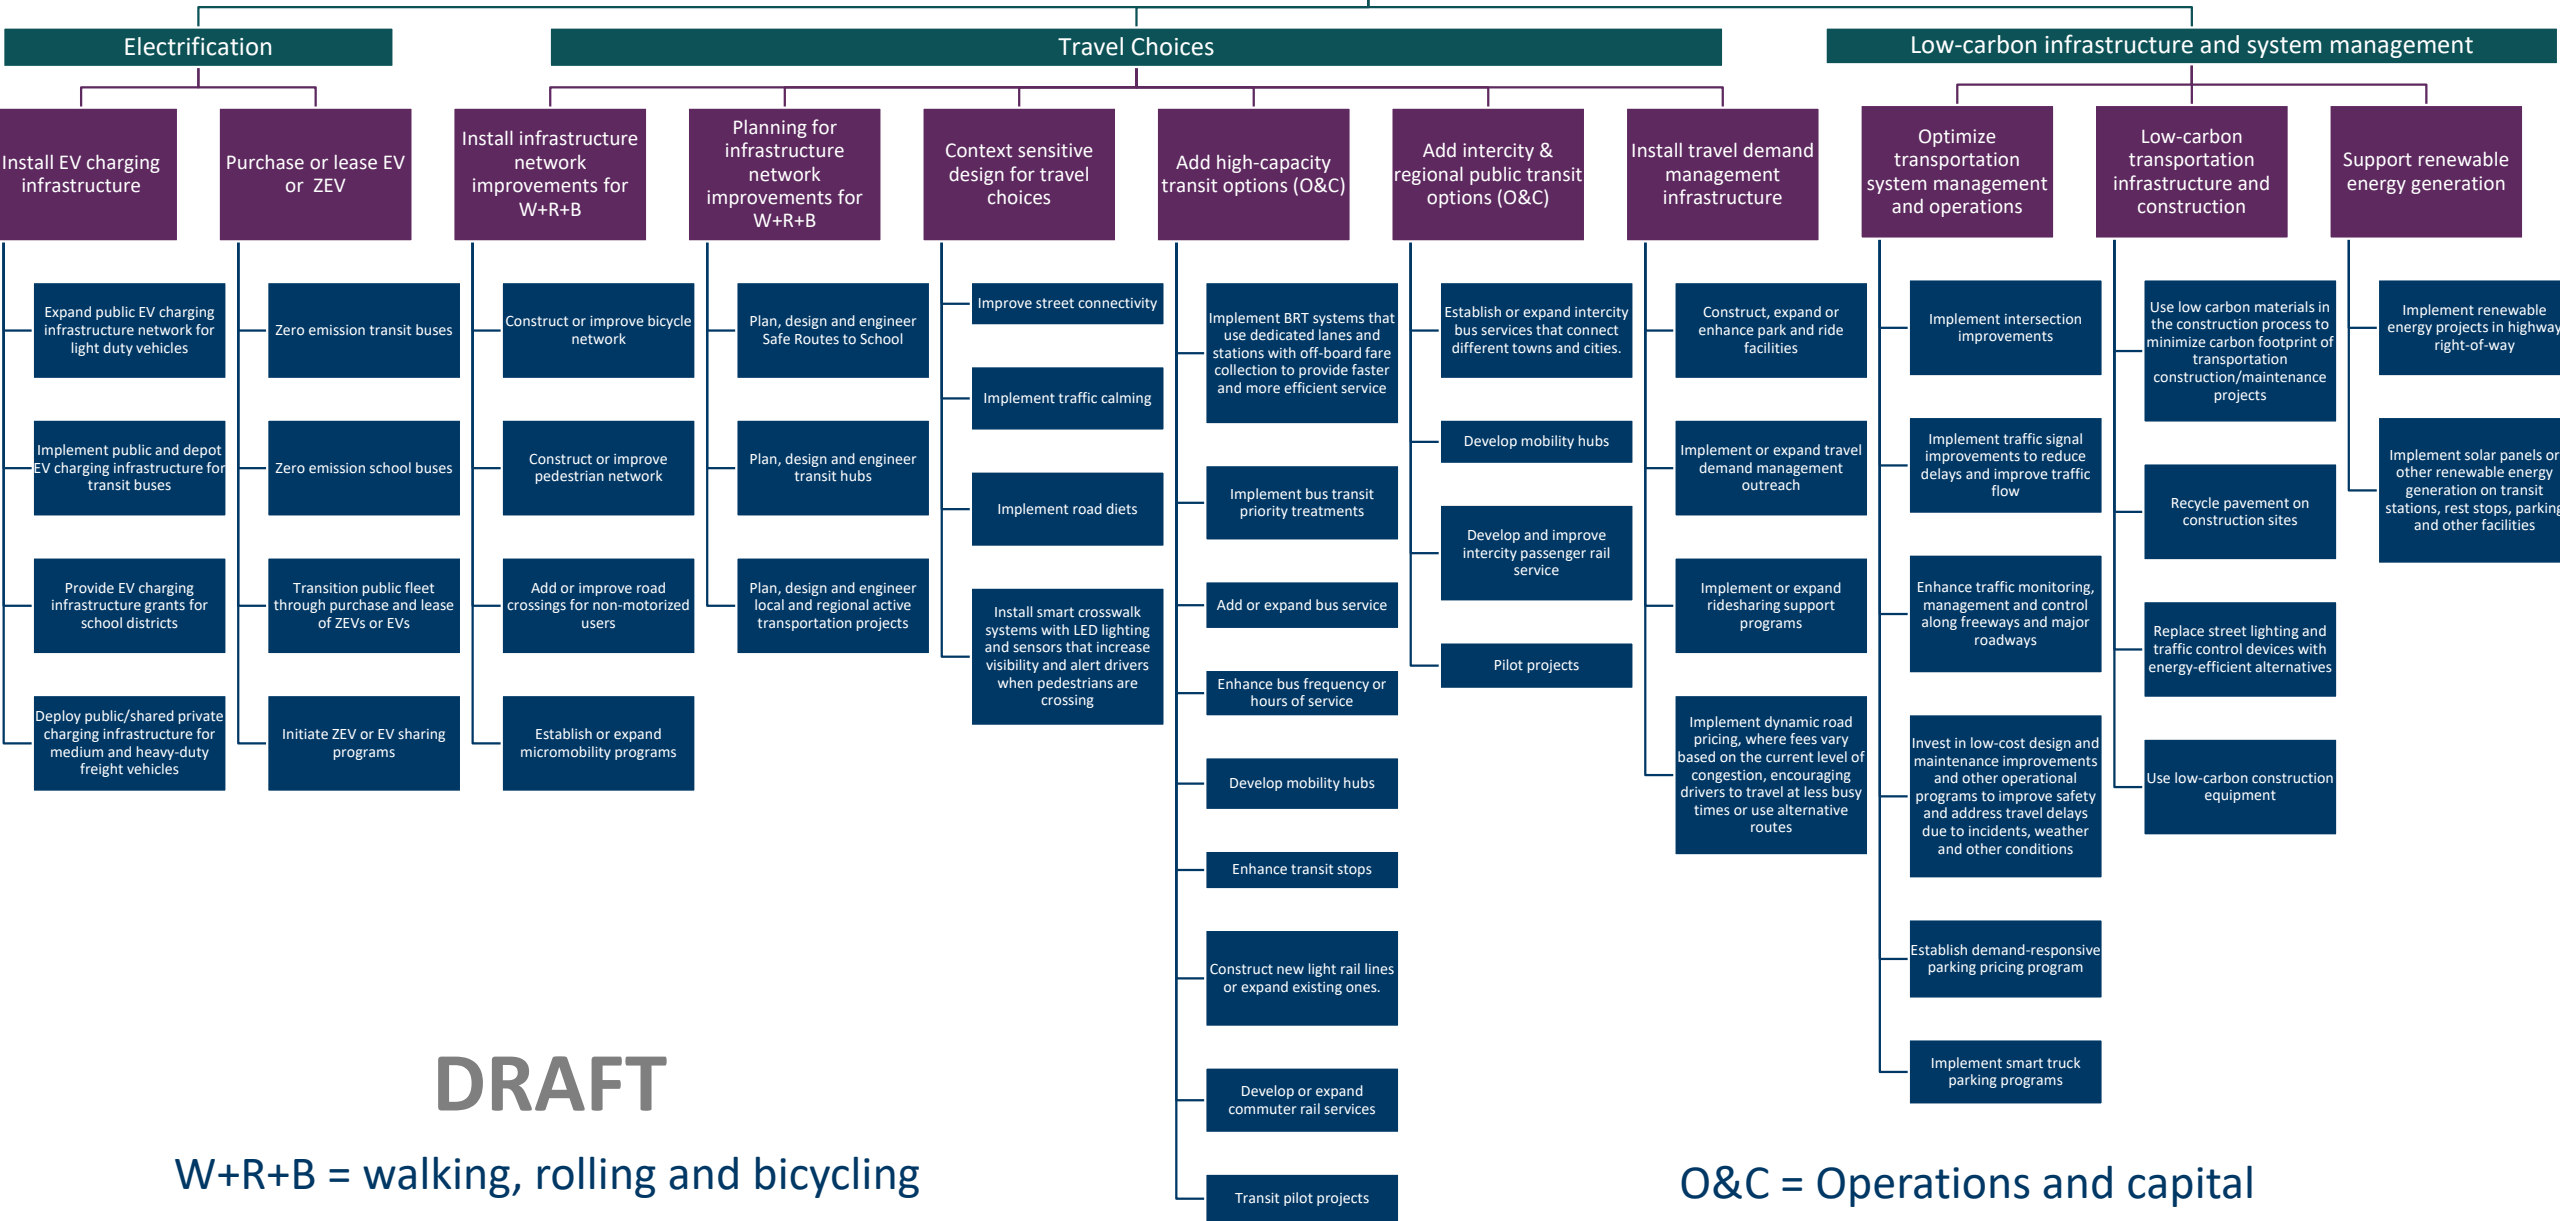 Electrification
Travel Choices
Low-carbon infrastructure and system management
Install EV charging
infrastructure
Purchase or lease EV
or ZEV
Install infrastructure
network
improvements for
W+R+B
Planning for
infrastructure
network
improvements for
W+R+B
Context sensitive
design for travel
choices
Add high-capacity
transit options (O&C)
Add intercity &
regional public transit
options (O&C)
Install travel demand
management
infrastructure
Optimize
transportation
system management
and operations
Low-carbon
transportation
infrastructure and
construction
Support renewable
energy generation
Expand public EV charging
infrastructure network for
light duty vehicles
Implement public and depot
EV charging infrastructure for
transit buses
Provide EV charging
infrastructure grants for
school districts
Deploy public/shared private
charging infrastructure for
medium and heavy-duty
freight vehicles
Zero emission transit buses
Zero emission school buses
Transition public fleet
through purchase and lease
of ZEVs or EVs
Initiate ZEV or EV sharing
programs
Construct or improve bicycle
network
Construct or improve
pedestrian network
Add or improve road
crossings for non-motorized
users
Establish or expand
micromobility programs
Plan, design and engineer
Safe Routes to School
Plan, design and engineer
transit hubs
Plan, design and engineer
local and regional active
transportation projects
Improve street connectivity
Implement traffic calming
Implement road diets
Install smart crosswalk
systems with LED lighting
and sensors that increase
visibility and alert drivers
when pedestrians are
crossing
Implement BRT systems that
use dedicated lanes and
stations with off-board fare
collection to provide faster
and more efficient service
Implement bus transit
priority treatments
Add or expand bus service
Enhance bus frequency or
hours of service
Develop mobility hubs
Enhance transit stops
Construct new light rail lines
or expand existing ones.
Develop or expand
commuter rail services
Transit pilot projects
Establish or expand intercity
bus services that connect
different towns and cities.
Develop mobility hubs
Develop and improve
intercity passenger rail
service
Pilot projects
Construct, expand or
enhance park and ride
facilities
Implement or expand travel
demand management
outreach
Implement or expand
ridesharing support
programs
Implement dynamic road
pricing, where fees vary
based on the current level of
congestion, encouraging
drivers to travel at less busy
times or use alternative
routes
Implement intersection
improvements
Implement traffic signal
improvements to reduce
delays and improve traffic
flow
Enhance traffic monitoring,
management and control
along freeways and major
roadways
Invest in low-cost design and
maintenance improvements
and other operational
programs to improve safety
and address travel delays
due to incidents, weather
and other conditions
Establish demand-responsive
parking pricing program
Implement smart truck
parking programs
Use low carbon materials in
the construction process to
minimize carbon footprint of
transportation
construction/maintenance
projects
Recycle pavement on
construction sites
Replace street lighting and
traffic control devices with
energy-efficient alternatives
Use low-carbon construction
equipment
Implement renewable
energy projects in highway
right-of-way
Implement solar panels or
other renewable energy
generation on transit
stations, rest stops, parking
and other facilities
DRAFT
W+R+B = walking, rolling and bicycling
O&C = Operations and capital